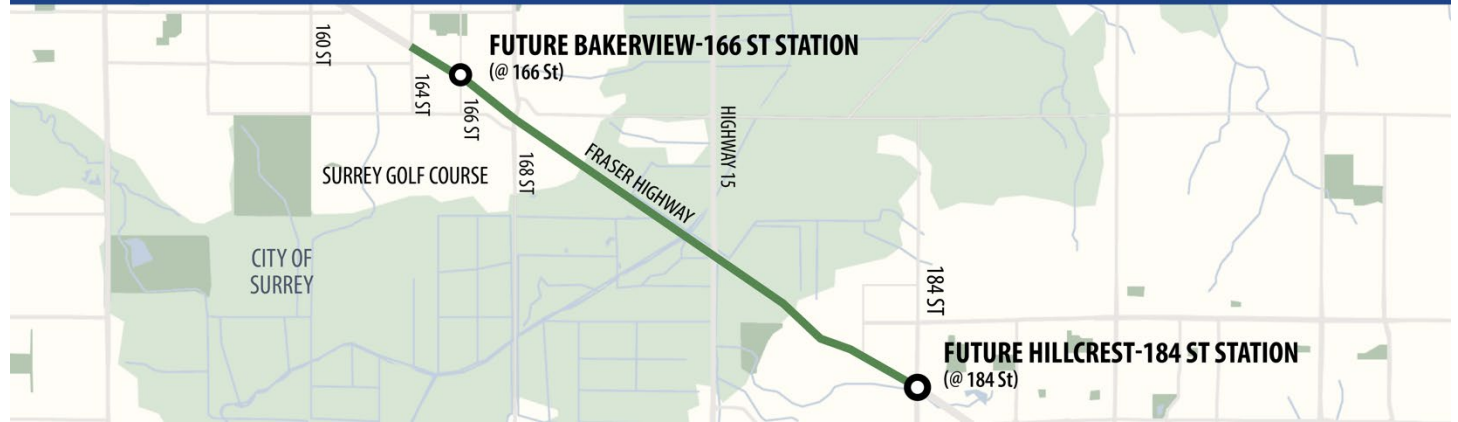 160 ST
FUTURE BAKERVIEW-166 ST STATION
(@ 166 St)
164 ST
166 ST
HIGHWAY 15
SURREY GOLF COURSE
168 ST
FRASER HIGHWAY
CITY OF
SURREY
184 ST
FUTURE HILLCREST-184 ST STATION
(@ 184 St)